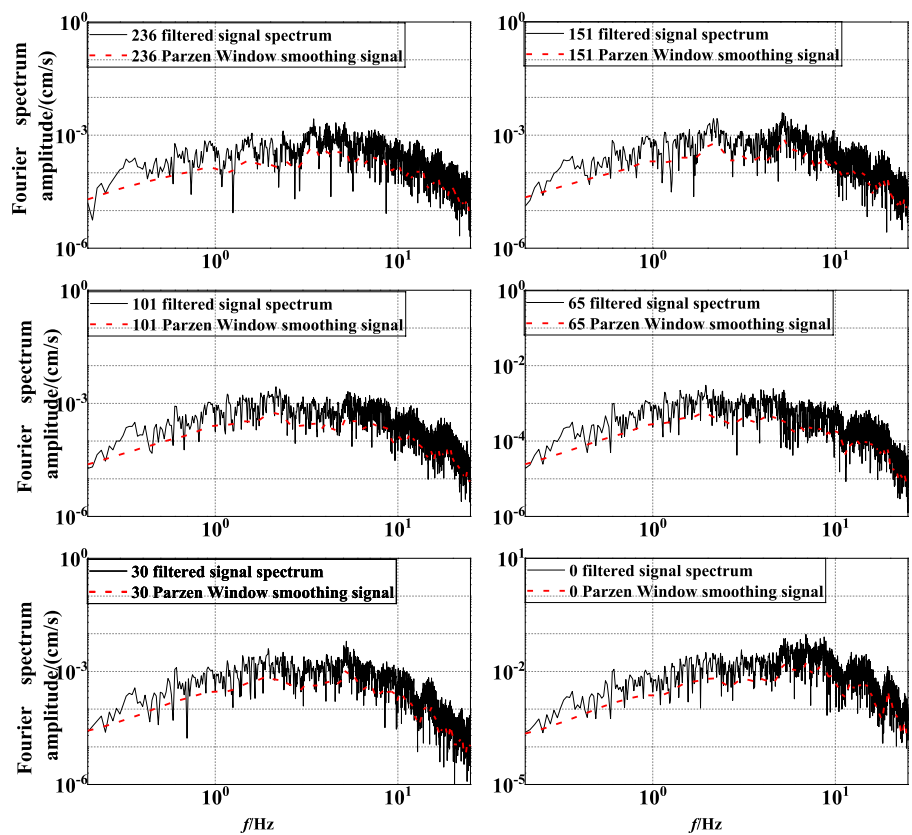 10^0
236 filtered signal spectrum
236 Parzen Window smoothing signal
10^-3
10^-6
10^0
10^1
Fourier spectrum
amplitude/(cm/s)
10^0
151 filtered signal spectrum
151 Parzen Window smoothing signal
10^-3
10^-6
10^0
10^1
10^0
101 filtered signal spectrum
101 Parzen Window smoothing signal
10^-3
10^-6
10^0
10^1
Fourier spectrum
amplitude/(cm/s)
10^0
65 filtered signal spectrum
65 Parzen Window smoothing signal
10^-2
10^-4
10^-6
10^0
10^1
10^0
30 filtered signal spectrum
30 Parzen Window smoothing signal
10^-3
10^-6
10^0
10^1
Fourier spectrum
amplitude/(cm/s)
f/Hz
10^1
0 filtered signal spectrum
0 Parzen Window smoothing signal
10^-2
10^-5
10^0
10^1
f/Hz